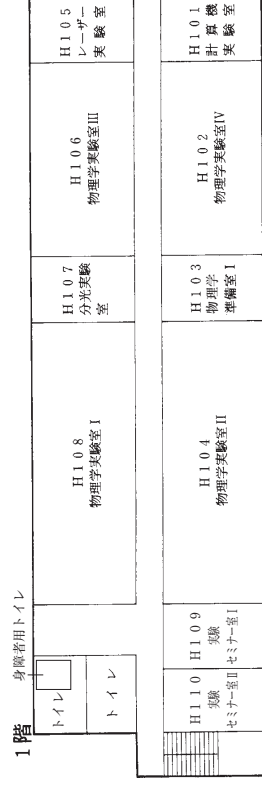 1階
身障者用トイレ
トイレ
トイレ
H108
物理学実験室Ⅰ
H107
分光実験
室
H106
物理学実験室Ⅲ
H105
レーザー
実験室
H110
実験
セミナー室Ⅱ
H109
実験
セミナー室Ⅰ
H104
物理学実験室Ⅱ
H103
物理学
準備室Ⅰ
H102
物理学実験室Ⅳ
H101
計算機
実験室